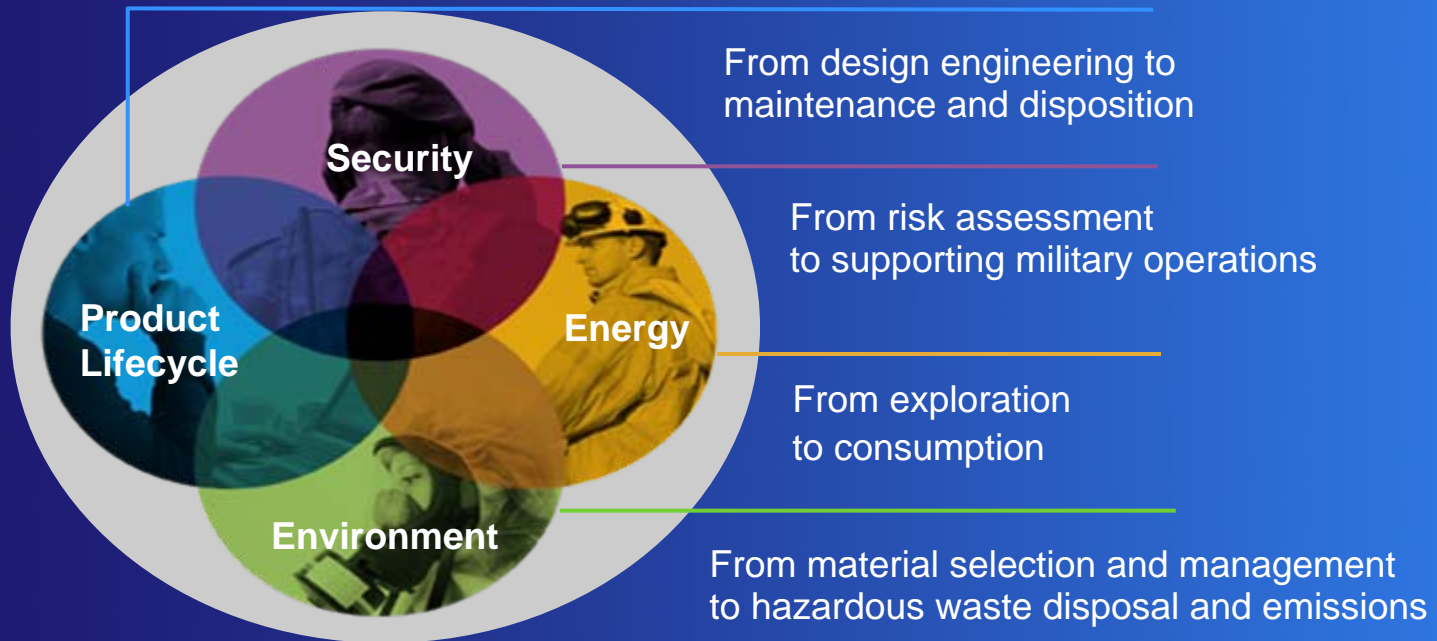 From design engineering to
maintenance and disposition
Security
From risk assessment
to supporting military operations
Product
Lifecycle
Energy
From exploration
to consumption
Environment
From material selection and management
to hazardous waste disposal and emissions